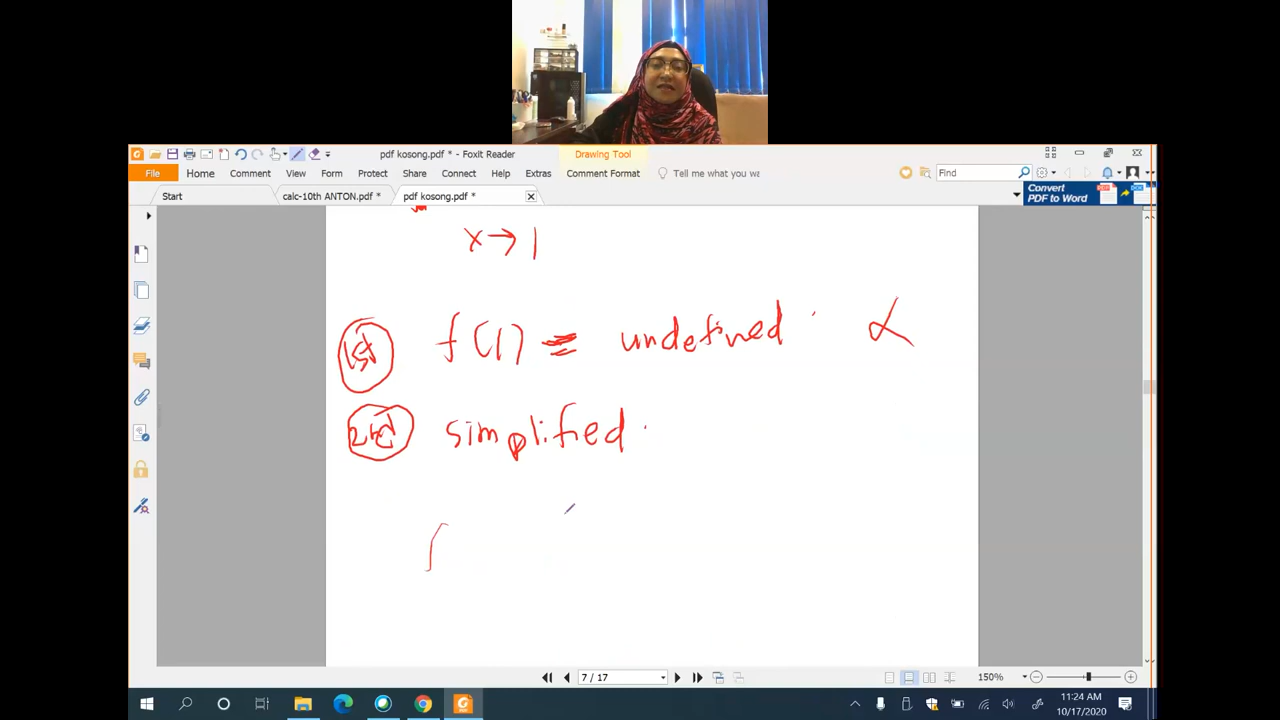 pdf kosong.pdf * - Foxit Reader
Drawing Tool
File
Home
Comment
View
Form
Protect
Share
Connect
Help
Extras
Comment Format
Tell me what you wa
Find
Start
calc-10th ANTON.pdf *
pdf kosong.pdf *
Convert
PDF to Word
x → 1
1st f(1) = undefined.
2nd simplified.
7 / 17
150%
11:24 AM
10/17/2020